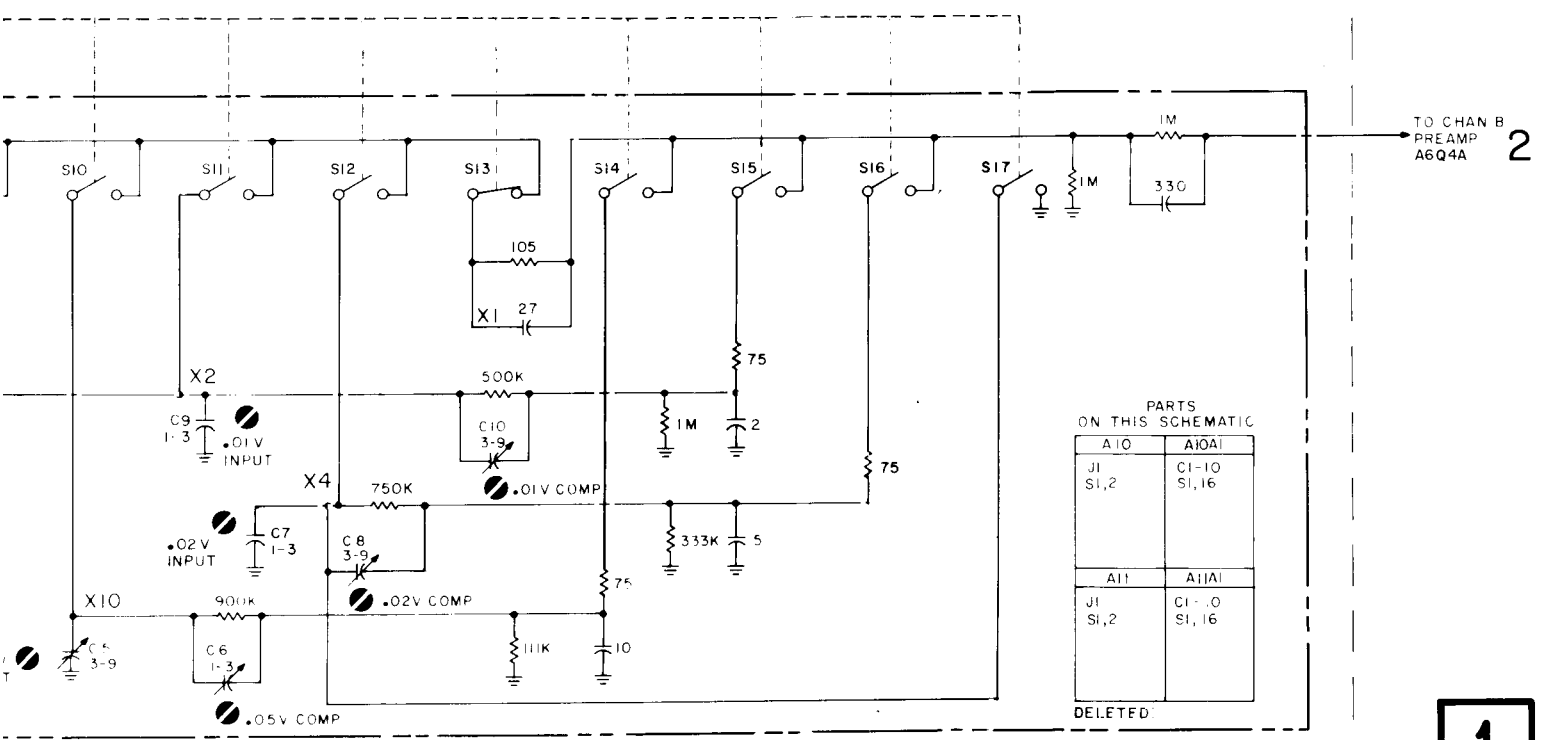 TO CHAN B
PREAMP
A6Q4A
2
1M
330
1M
S10
S11
S12
S13
S14
S15
S16
S17
105
X1
27
75
X2
500K
C9
1-3
.01V
INPUT
C10
3-9
.01V COMP
1M
2
75
X4
750K
.02V
INPUT
C7
1-3
C8
3-9
.02V COMP
333K
5
75
X10
900K
C5
3-9
C6
1-3
.05V COMP
111K
10
PARTS
ON THIS SCHEMATIC
A10 A10A1
J1 C1-10
S1,2 S1,16
A11 A11A1
J1
S1,2 S1,16
DELETED:
1